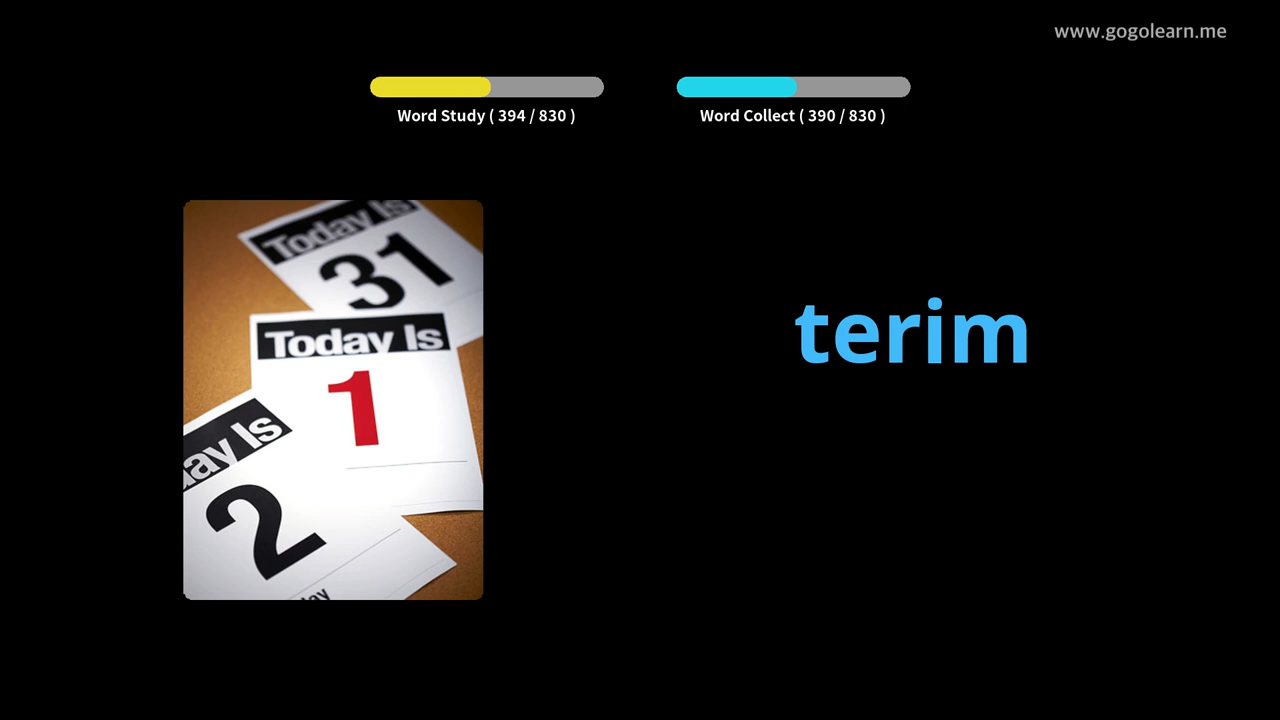 www.gogolearn.me
Word Study ( 394 / 830 )
Word Collect ( 390 / 830 )
Today Is
31
Today Is
1
day Is
2
terim